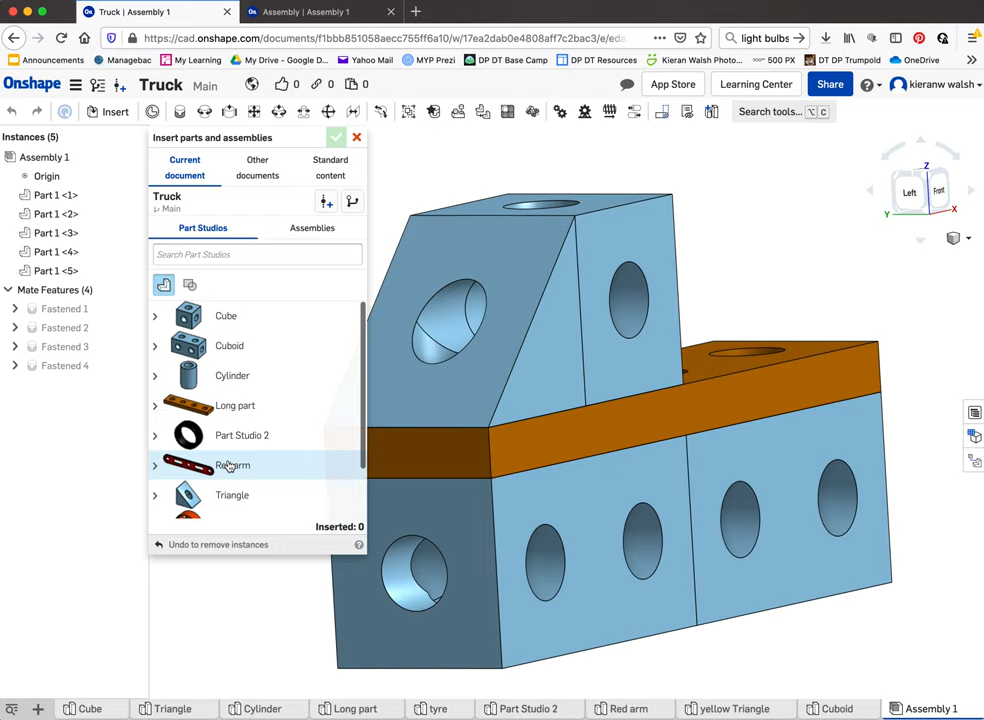 Truck | Assembly 1
Assembly | Assembly 1
https://cad.onshape.com/documents/f1bbb851058aecc755ff6a10/w/17ea2dab0e4808aff7c2bac3/e/eda
light bulbs
Announcements
Managebac
My Learning
My Drive - Google D...
Yahoo Mail
MYP Prezi
DP DT Base Camp
DP DT Resources
Kieran Walsh Photo...
500 PX
DT DP Trumpold
OneDrive
Onshape
Truck Main
0
0
0
App Store
Learning Center
Share
kieranw walsh
Insert
Search tools... ⌥ C
Instances (5)
Assembly 1
Origin
Part 1 <1>
Part 1 <2>
Part 1 <3>
Part 1 <4>
Part 1 <5>
Mate Features (4)
Fastened 1
Fastened 2
Fastened 3
Fastened 4
Insert parts and assemblies
Current document
Other documents
Standard content
Truck
Main
Part Studios
Assemblies
Search Part Studios
Cube
Cuboid
Cylinder
Long part
Part Studio 2
Red arm
Triangle
Inserted: 0
Undo to remove instances
Z
Left
Front
Y
X
Cube
Triangle
Cylinder
Long part
tyre
Part Studio 2
Red arm
yellow Triangle
Cuboid
Assembly 1